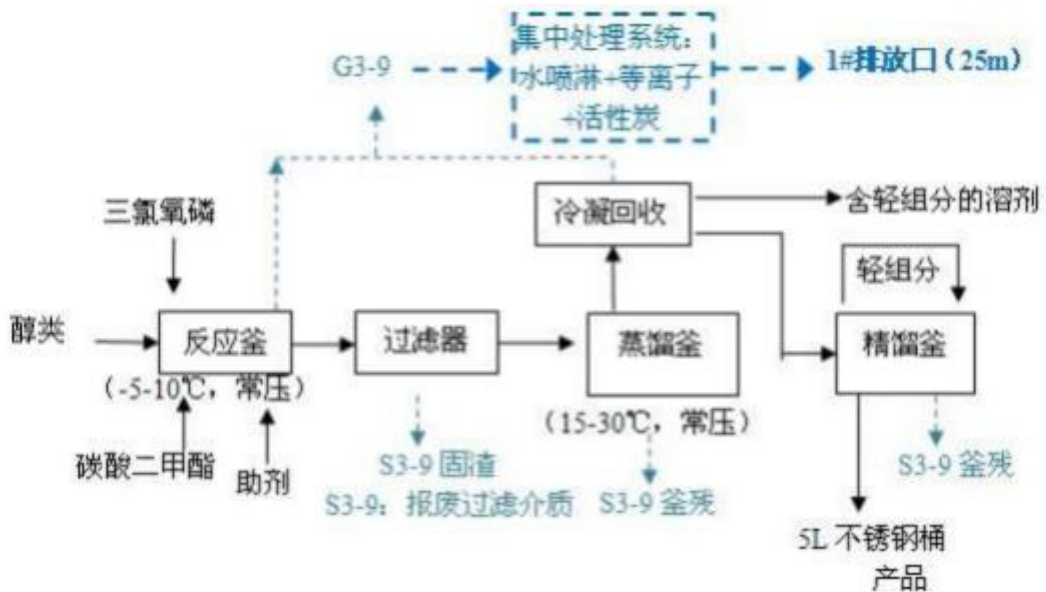 集中处理系统：
G3-9
水喷淋+等离子
+活性炭
1#排放口（25m）
三氯氧磷
冷凝回收
含轻组分的溶剂
轻组分
醇类
反应釜
过滤器
蒸馏釜
精馏釜
（-5-10℃，常压）
（15-30℃，常压）
碳酸二甲酯
助剂
S3-9 固渣
S3-9：报废过滤介质
S3-9 釜残
S3-9 釜残
5L 不锈钢桶
产品